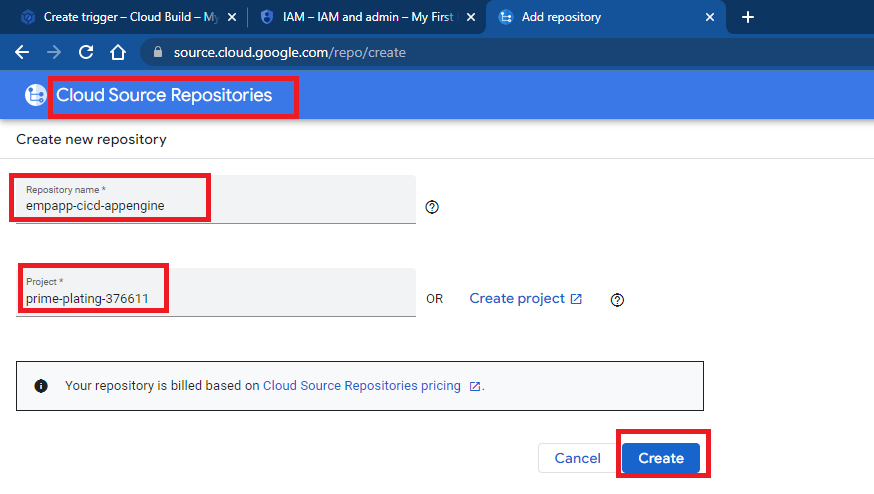 Create trigger – Cloud Build – My
IAM – IAM and admin – My First
Add repository
source.cloud.google.com/repo/create
Cloud Source Repositories
Create new repository
Repository name *
empapp-cicd-appengine
Project *
prime-plating-376611
OR Create project
Your repository is billed based on Cloud Source Repositories pricing.
Cancel Create